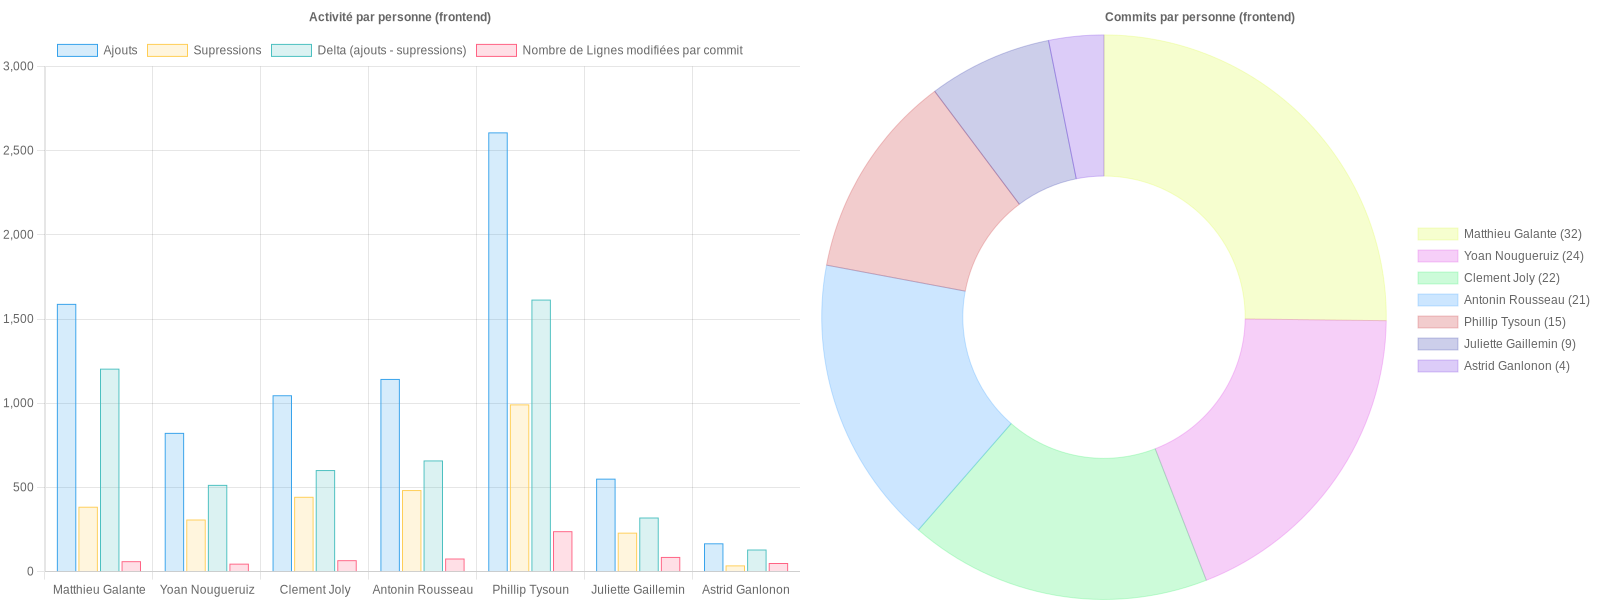 Activité par personne (frontend)
Ajouts Supressions Delta (ajouts - supressions) Nombre de Lignes modifiées par commit
3,000
2,500
2,000
1,500
1,000
500
0
Matthieu Galante Yoan Nougueruiz Clement Joly Antonin Rousseau Phillip Tysoun Juliette Gaillemin Astrid Ganlonon
Commits par personne (frontend)
Matthieu Galante (32)
Yoan Nougueruiz (24)
Clement Joly (22)
Antonin Rousseau (21)
Phillip Tysoun (15)
Juliette Gaillemin (9)
Astrid Ganlonon (4)